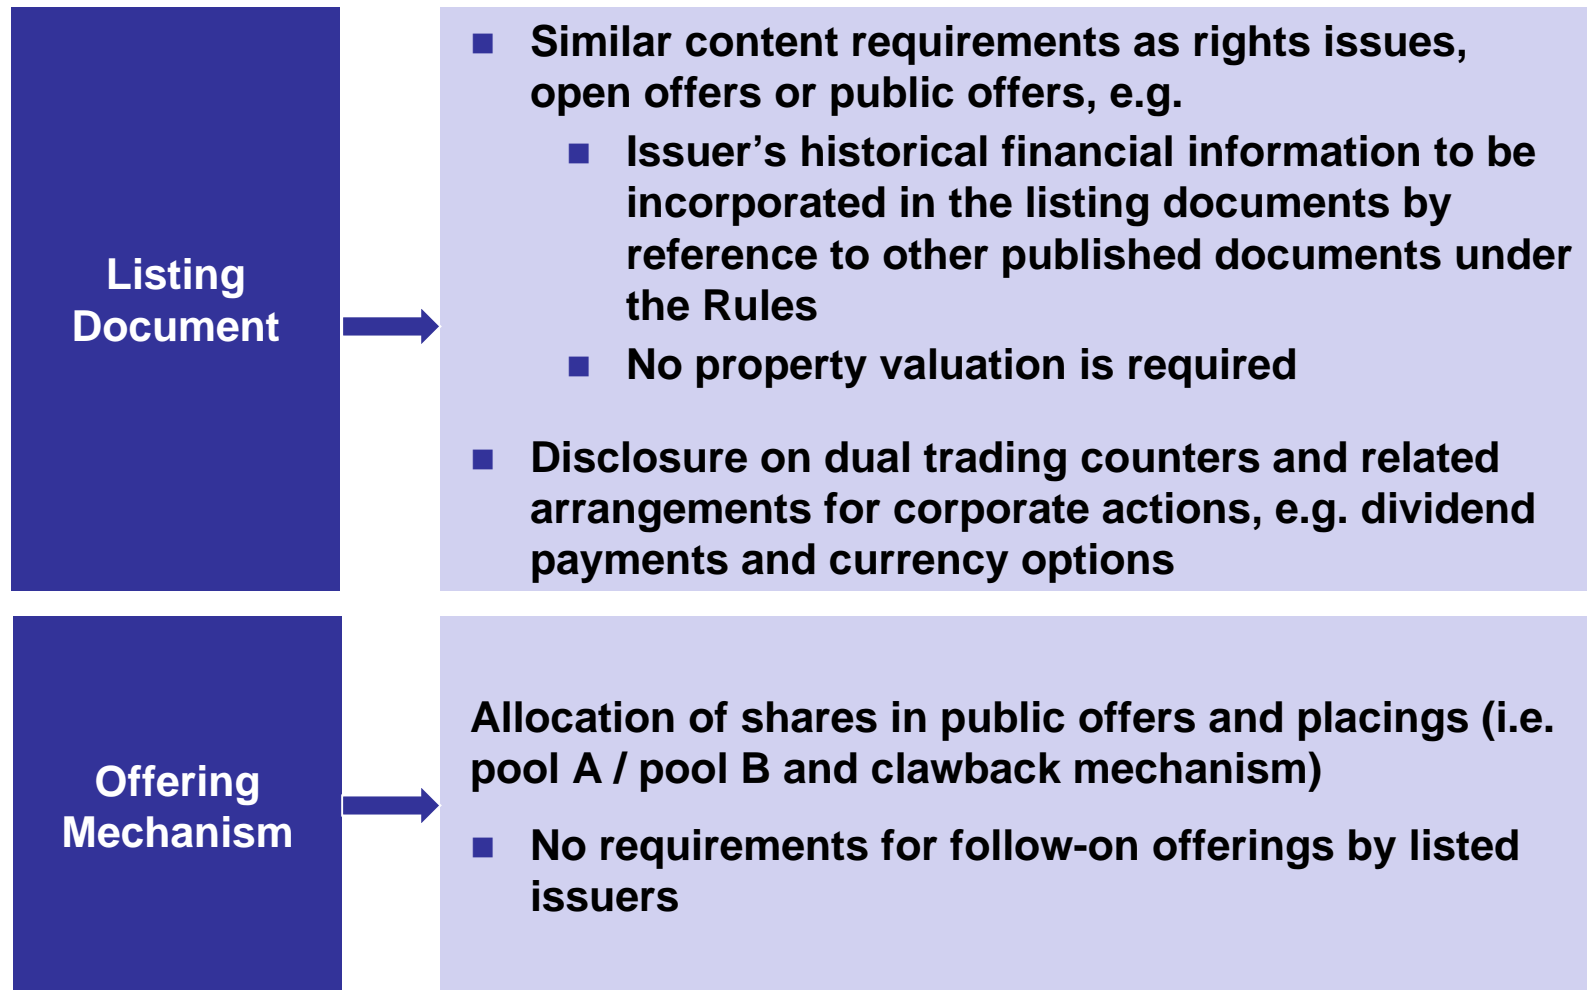 Listing
Document
Similar content requirements as rights issues,
open offers or public offers, e.g.
Issuer’s historical financial information to be
incorporated in the listing documents by
reference to other published documents under
the Rules
No property valuation is required
Disclosure on dual trading counters and related
arrangements for corporate actions, e.g. dividend
payments and currency options
Offering
Mechanism
Allocation of shares in public offers and placings (i.e.
pool A / pool B and clawback mechanism)
No requirements for follow-on offerings by listed
issuers